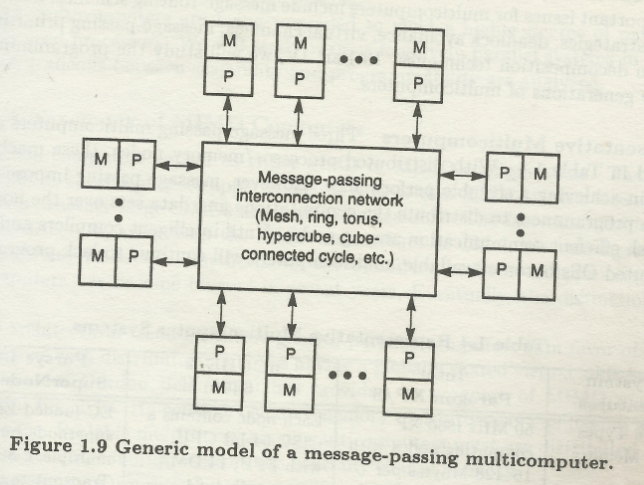 M
M
M
P
P
P
M P
P M
Message-passing
interconnection network
(Mesh, ring, torus,
hypercube, cube-
connected cycle, etc.)
M P
P M
P
P
P
M
M
M
Figure 1.9 Generic model of a message-passing multicomputer.